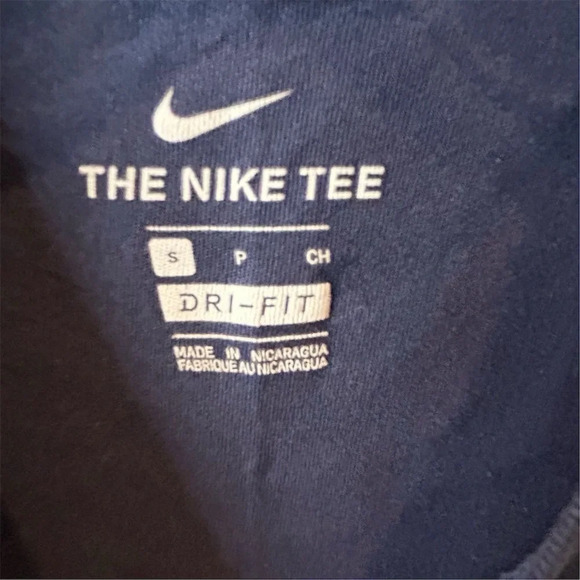 THE NIKE TEE
S P CH
DRI-FIT
MADE IN NICARAGUA
FABRIQUE AU NICARAGUA